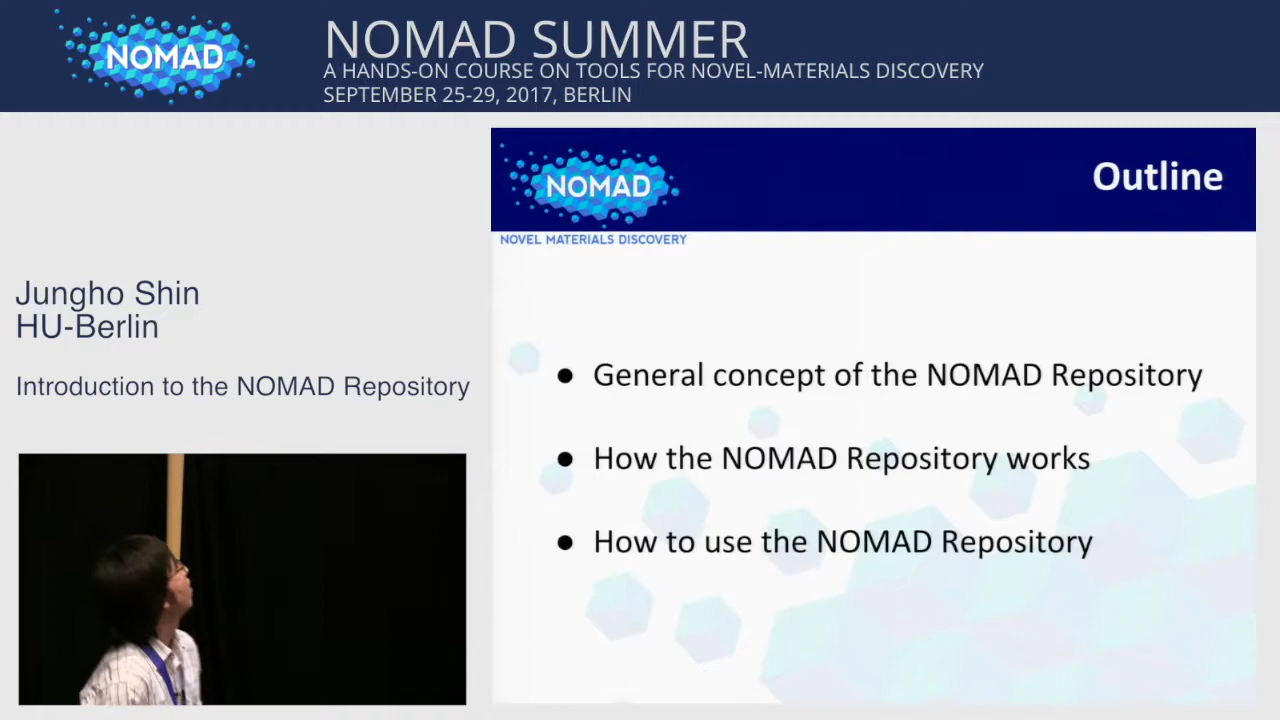 NOMAD
NOMAD SUMMER
A HANDS-ON COURSE ON TOOLS FOR NOVEL-MATERIALS DISCOVERY
SEPTEMBER 25-29, 2017, BERLIN
Jungho Shin
HU-Berlin
Introduction to the NOMAD Repository
NOMAD
NOVEL MATERIALS DISCOVERY
Outline
● General concept of the NOMAD Repository
● How the NOMAD Repository works
● How to use the NOMAD Repository